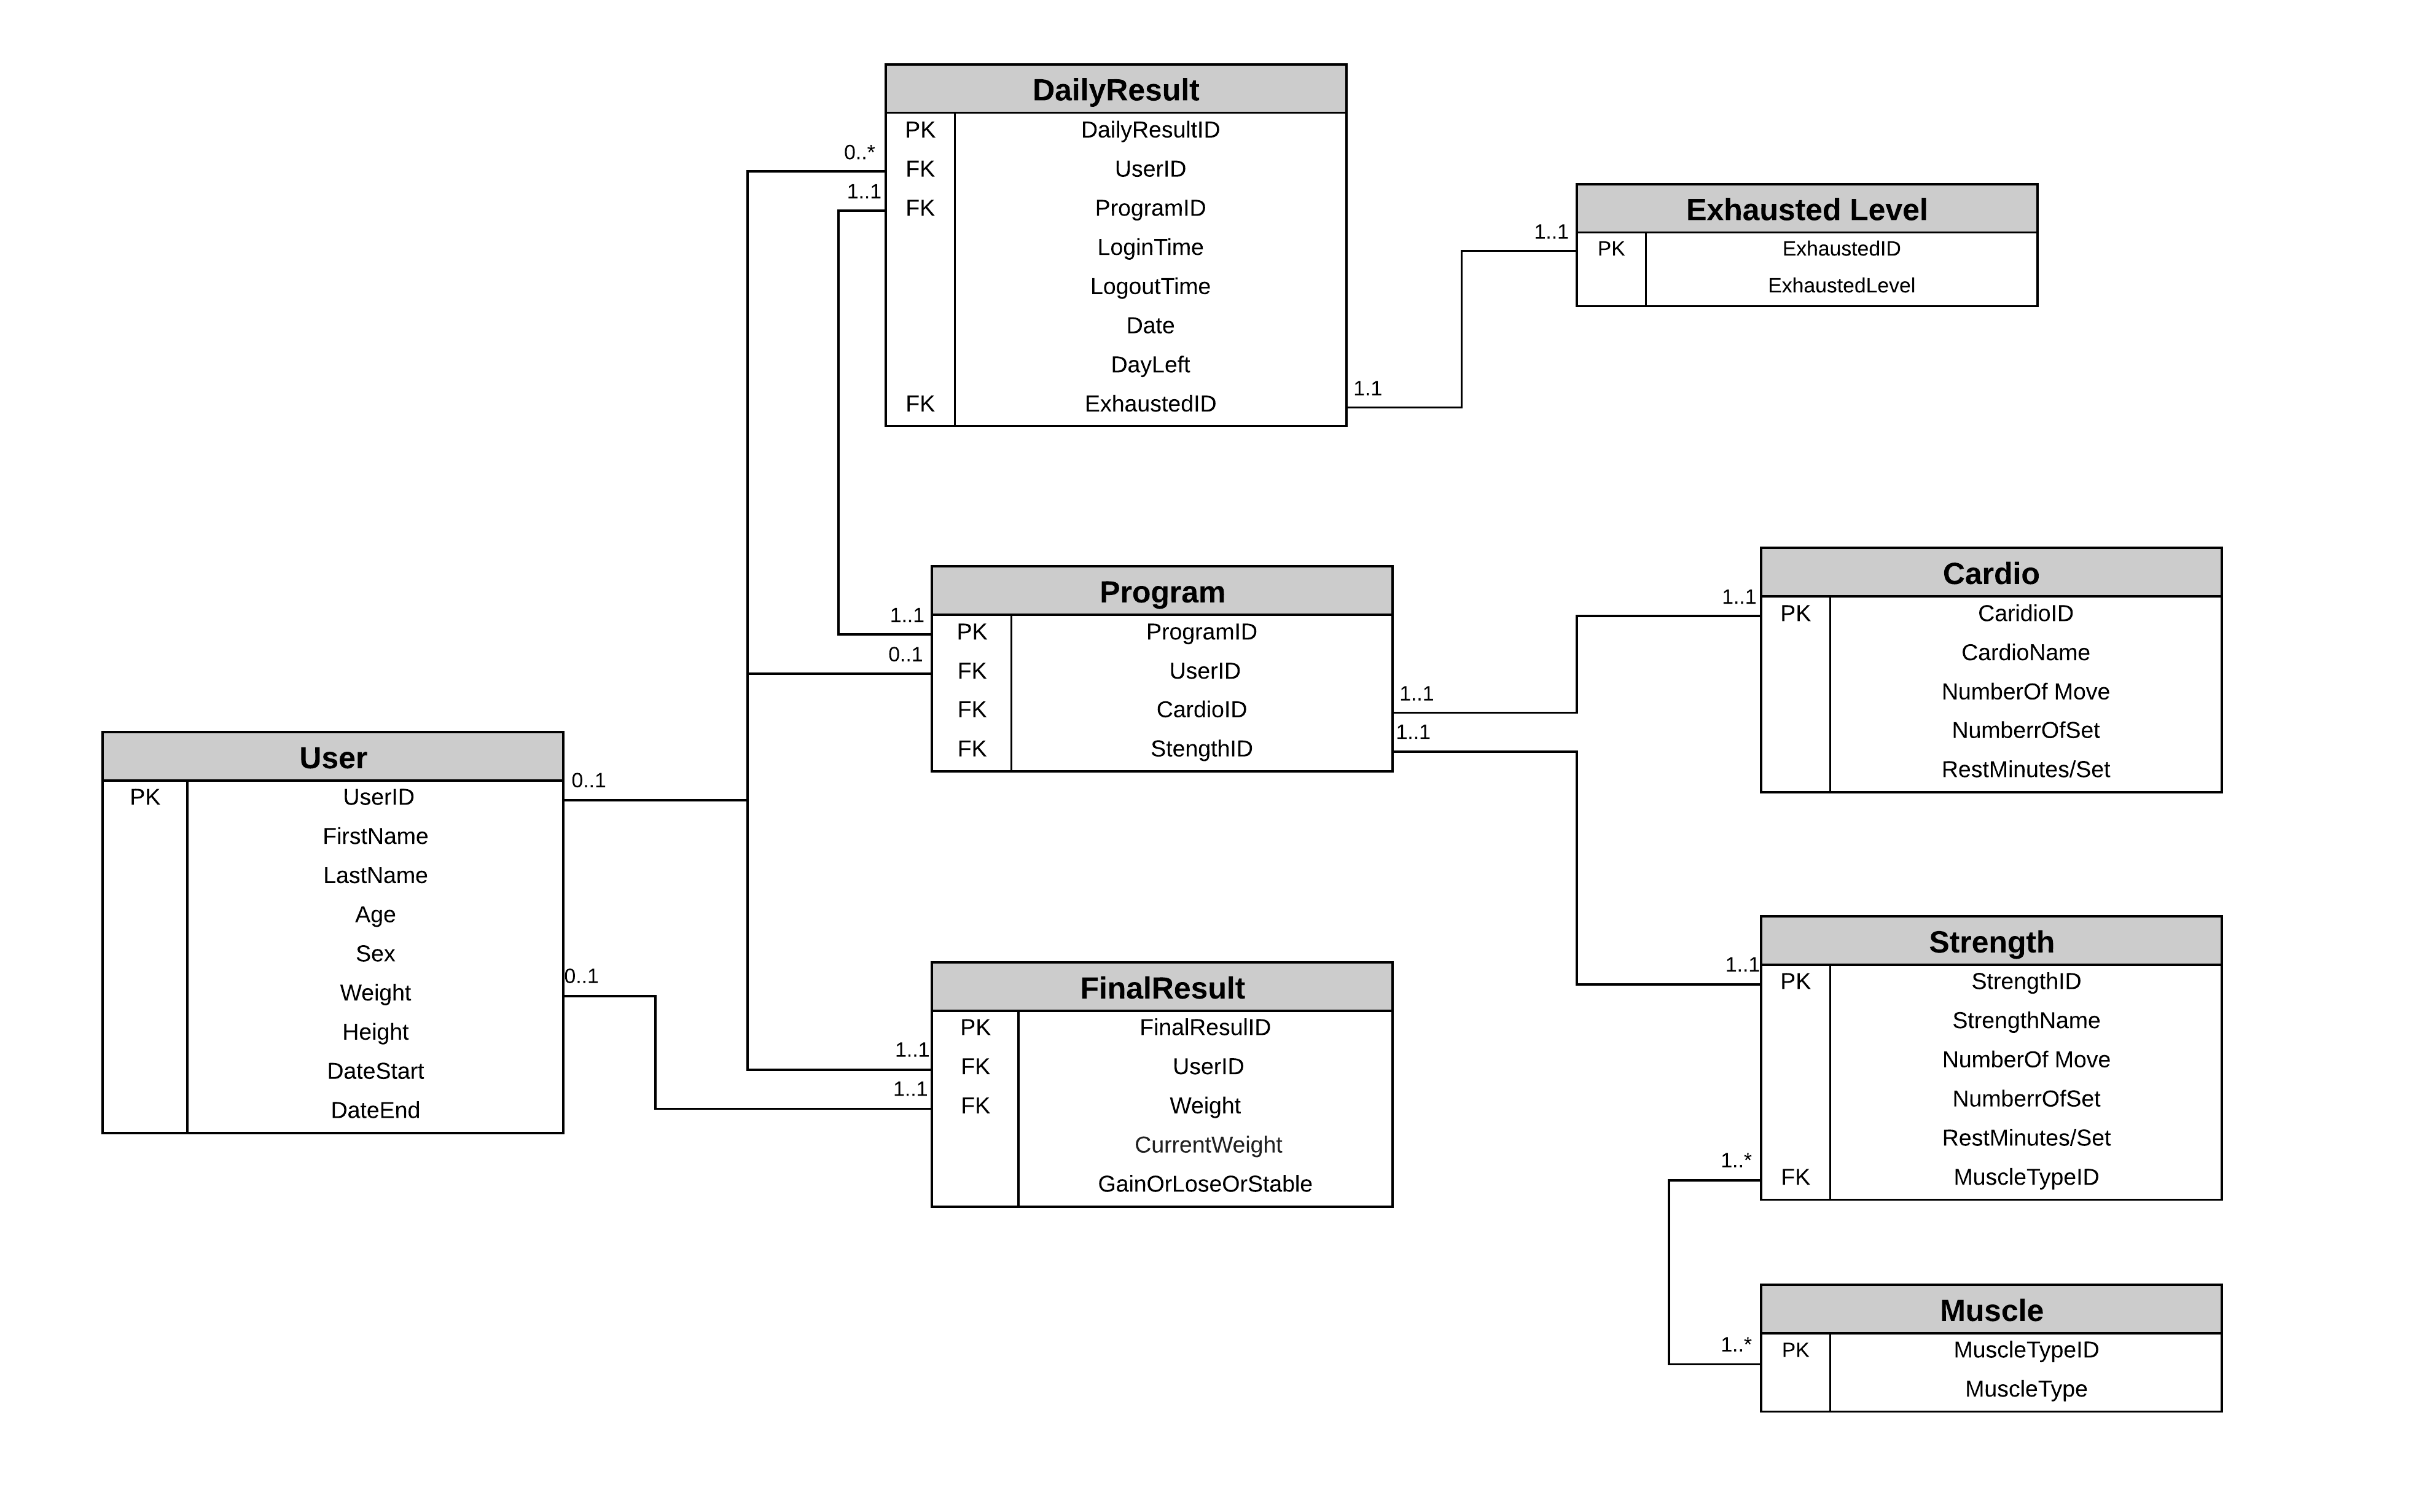 DailyResult
PK DailyResultID
0..*
FK UserID
1..1
FK ProgramID
LoginTime
LogoutTime
Date
DayLeft
1.1
FK ExhaustedID
Exhausted Level
1..1
PK ExhaustedID
ExhaustedLevel
Program
1..1
PK ProgramID
0..1
FK UserID
1..1
FK CardioID
1..1
FK StengthID
Cardio
1..1
PK CaridioID
CardioName
NumberOf Move
NumberrOfSet
RestMinutes/Set
User
0..1
PK UserID
FirstName
LastName
Age
Sex
0..1
Weight
Height
DateStart
DateEnd
FinalResult
PK FinalResulID
1..1
FK UserID
1..1
FK Weight
CurrentWeight
GainOrLoseOrStable
Strength
1..1
PK StrengthID
StrengthName
NumberOf Move
NumberrOfSet
RestMinutes/Set
1..*
FK MuscleTypeID
Muscle
1..*
PK MuscleTypeID
MuscleType